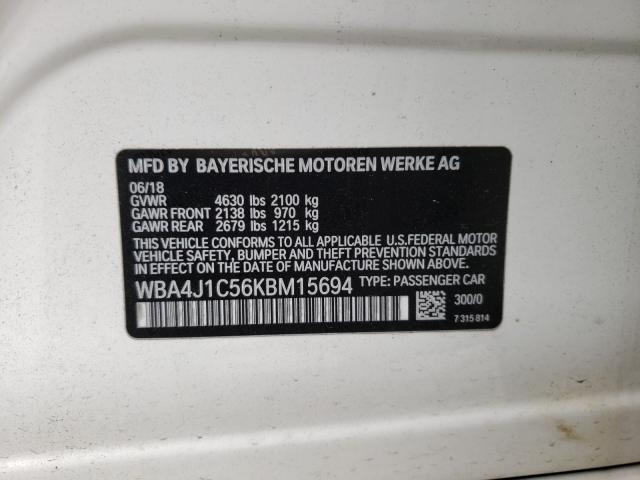 MFD BY BAYERISCHE MOTOREN WERKE AG
06/18
GVWR 4630 lbs 2100 kg
GAWR FRONT 2138 lbs 970 kg
GAWR REAR 2679 lbs 1215 kg
THIS VEHICLE CONFORMS TO ALL APPLICABLE U.S.FEDERAL MOTOR
VEHICLE SAFETY, BUMPER AND THEFT PREVENTION STANDARDS
IN EFFECT ON THE DATE OF MANUFACTURE SHOWN ABOVE.
WBA4J1C56KBM15694 TYPE: PASSENGER CAR
300/0
7 315 814